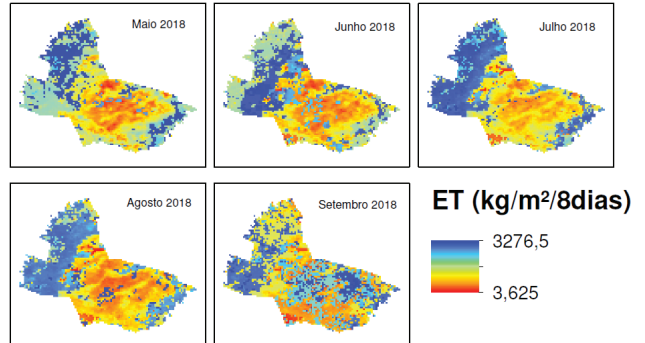 Maio 2018
Junho 2018
Julho 2018
Agosto 2018
Setembro 2018
ET (kg/m²/8dias)
3276,5
3,625